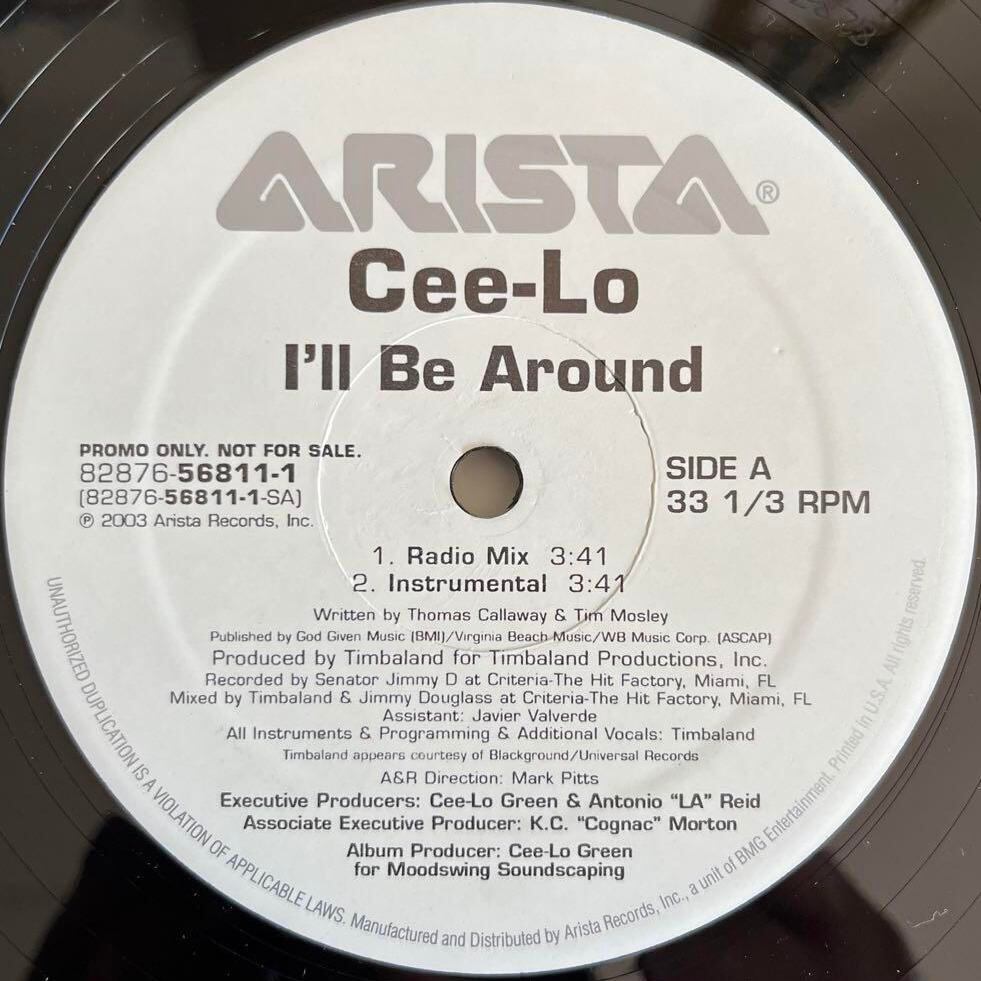 ARISTA®
Cee-Lo
I'll Be Around
PROMO ONLY. NOT FOR SALE.
82876-56811-1
(82876-56811-1-SA)
℗ 2003 Arista Records, Inc.
SIDE A
33 1/3 RPM
1. Radio Mix 3:41
2. Instrumental 3:41
Written by Thomas Callaway & Tim Mosley
Published by God Given Music (BMI)/Virginia Beach Music/WB Music Corp. (ASCAP)
Produced by Timbaland for Timbaland Productions, Inc.
Recorded by Senator Jimmy D at Criteria-The Hit Factory, Miami, FL
Mixed by Timbaland & Jimmy Douglass at Criteria-The Hit Factory, Miami, FL
Assistant: Javier Valverde
All Instruments & Programming & Additional Vocals: Timbaland
Timbaland appears courtesy of Blackground/Universal Records
A&R Direction: Mark Pitts
Executive Producers: Cee-Lo Green & Antonio "LA" Reid
Associate Executive Producer: K.C. "Cognac" Morton
Album Producer: Cee-Lo Green
for Moodswing Soundscaping
UNAUTHORIZED DUPLICATION IS A VIOLATION OF APPLICABLE LAWS. Manufactured and Distributed by Arista Records, Inc., a unit of BMG Entertainment. Printed in U.S.A. All rights reserved.